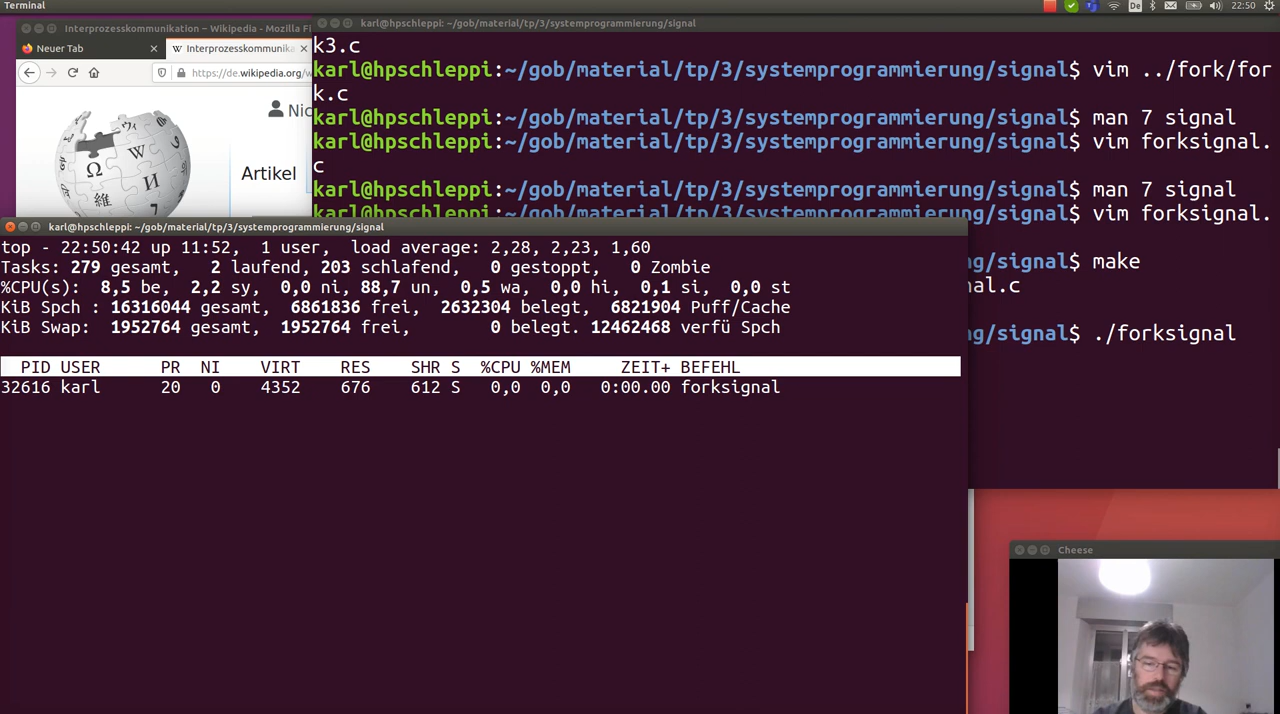 Terminal
De
22:50
Interprozesskommunikation – Wikipedia - Mozilla Fi
Neuer Tab
Interprozesskommunika
https://de.wikipedia.org/w
Nic
Artikel
Ω
W
И
維
7
karl@hpschleppi: ~/gob/material/tp/3/systemprogrammierung/signal
k3.c
karl@hpschleppi:~/gob/material/tp/3/systemprogrammierung/signal$ vim ../fork/for
k.c
karl@hpschleppi:~/gob/material/tp/3/systemprogrammierung/signal$ man 7 signal
karl@hpschleppi:~/gob/material/tp/3/systemprogrammierung/signal$ vim forksignal.
c
karl@hpschleppi:~/gob/material/tp/3/systemprogrammierung/signal$ man 7 signal
karl@hpschleppi:~/gob/material/tp/3/systemprogrammierung/signal$ vim forksignal.
ng/signal$ make
nal.c
ng/signal$ ./forksignal
karl@hpschleppi: ~/gob/material/tp/3/systemprogrammierung/signal
top - 22:50:42 up 11:52,  1 user,  load average: 2,28, 2,23, 1,60
Tasks: 279 gesamt,   2 laufend, 203 schlafend,   0 gestoppt,   0 Zombie
%CPU(s):  8,5 be,  2,2 sy,  0,0 ni, 88,7 un,  0,5 wa,  0,0 hi,  0,1 si,  0,0 st
KiB Spch : 16316044 gesamt,  6861836 frei,  2632304 belegt,  6821904 Puff/Cache
KiB Swap:  1952764 gesamt,  1952764 frei,        0 belegt. 12462468 verfü Spch
PID USER      PR  NI    VIRT    RES    SHR S  %CPU %MEM     ZEIT+ BEFEHL
32616 karl      20   0    4352    676    612 S   0,0  0,0   0:00.00 forksignal
Cheese